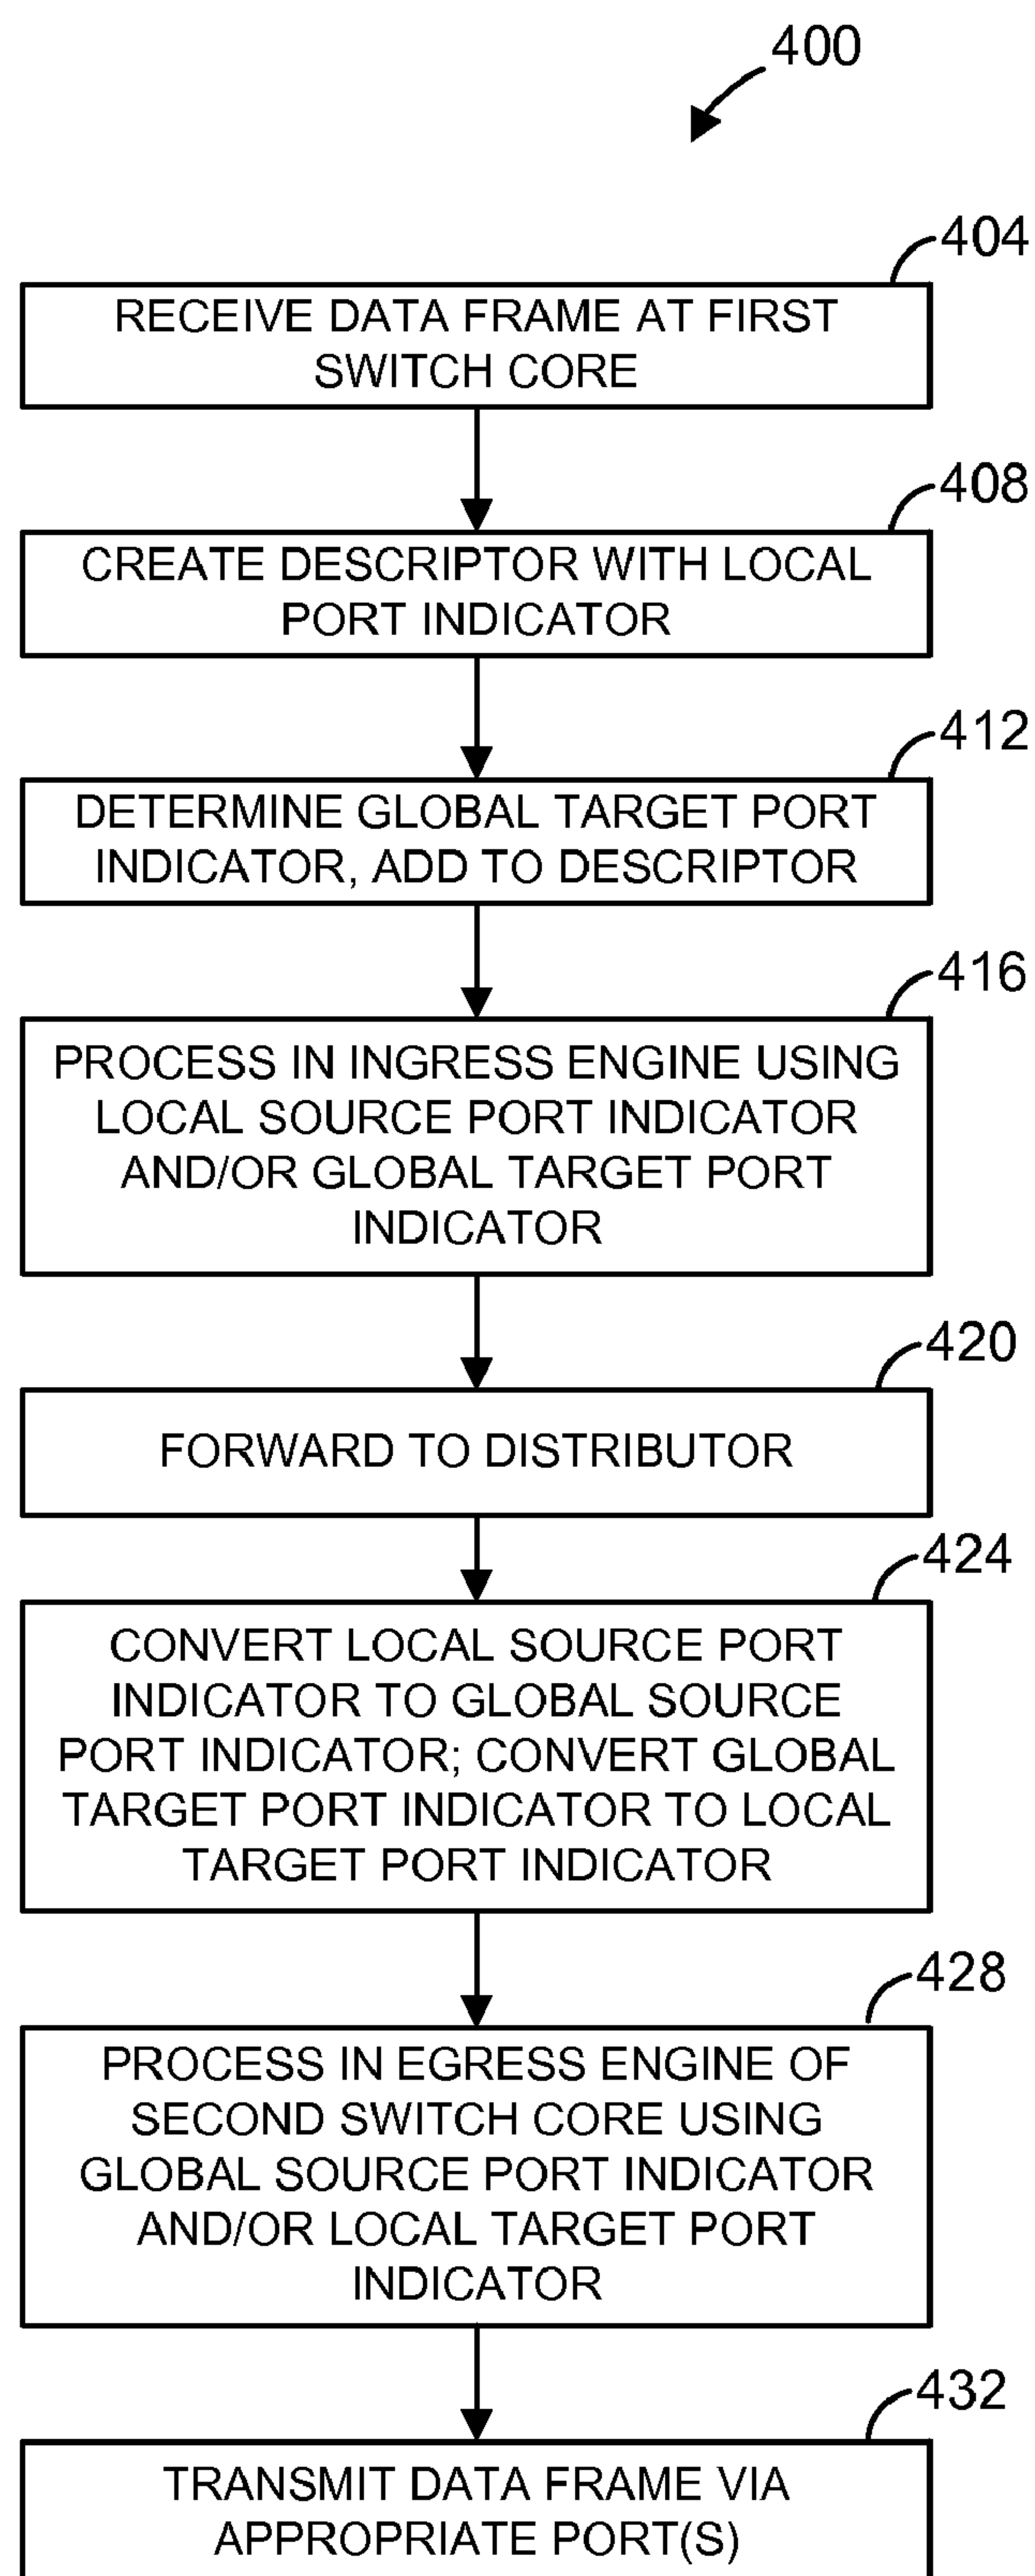 400
404
RECEIVE DATA FRAME AT FIRST
SWITCH CORE
408
CREATE DESCRIPTOR WITH LOCAL
PORT INDICATOR
412
DETERMINE GLOBAL TARGET PORT
INDICATOR, ADD TO DESCRIPTOR
416
PROCESS IN INGRESS ENGINE USING
LOCAL SOURCE PORT INDICATOR
AND/OR GLOBAL TARGET PORT
INDICATOR
420
FORWARD TO DISTRIBUTOR
424
CONVERT LOCAL SOURCE PORT
INDICATOR TO GLOBAL SOURCE
PORT INDICATOR; CONVERT GLOBAL
TARGET PORT INDICATOR TO LOCAL
TARGET PORT INDICATOR
428
PROCESS IN EGRESS ENGINE OF
SECOND SWITCH CORE USING
GLOBAL SOURCE PORT INDICATOR
AND/OR LOCAL TARGET PORT
INDICATOR
432
TRANSMIT DATA FRAME VIA
APPROPRIATE PORT(S)